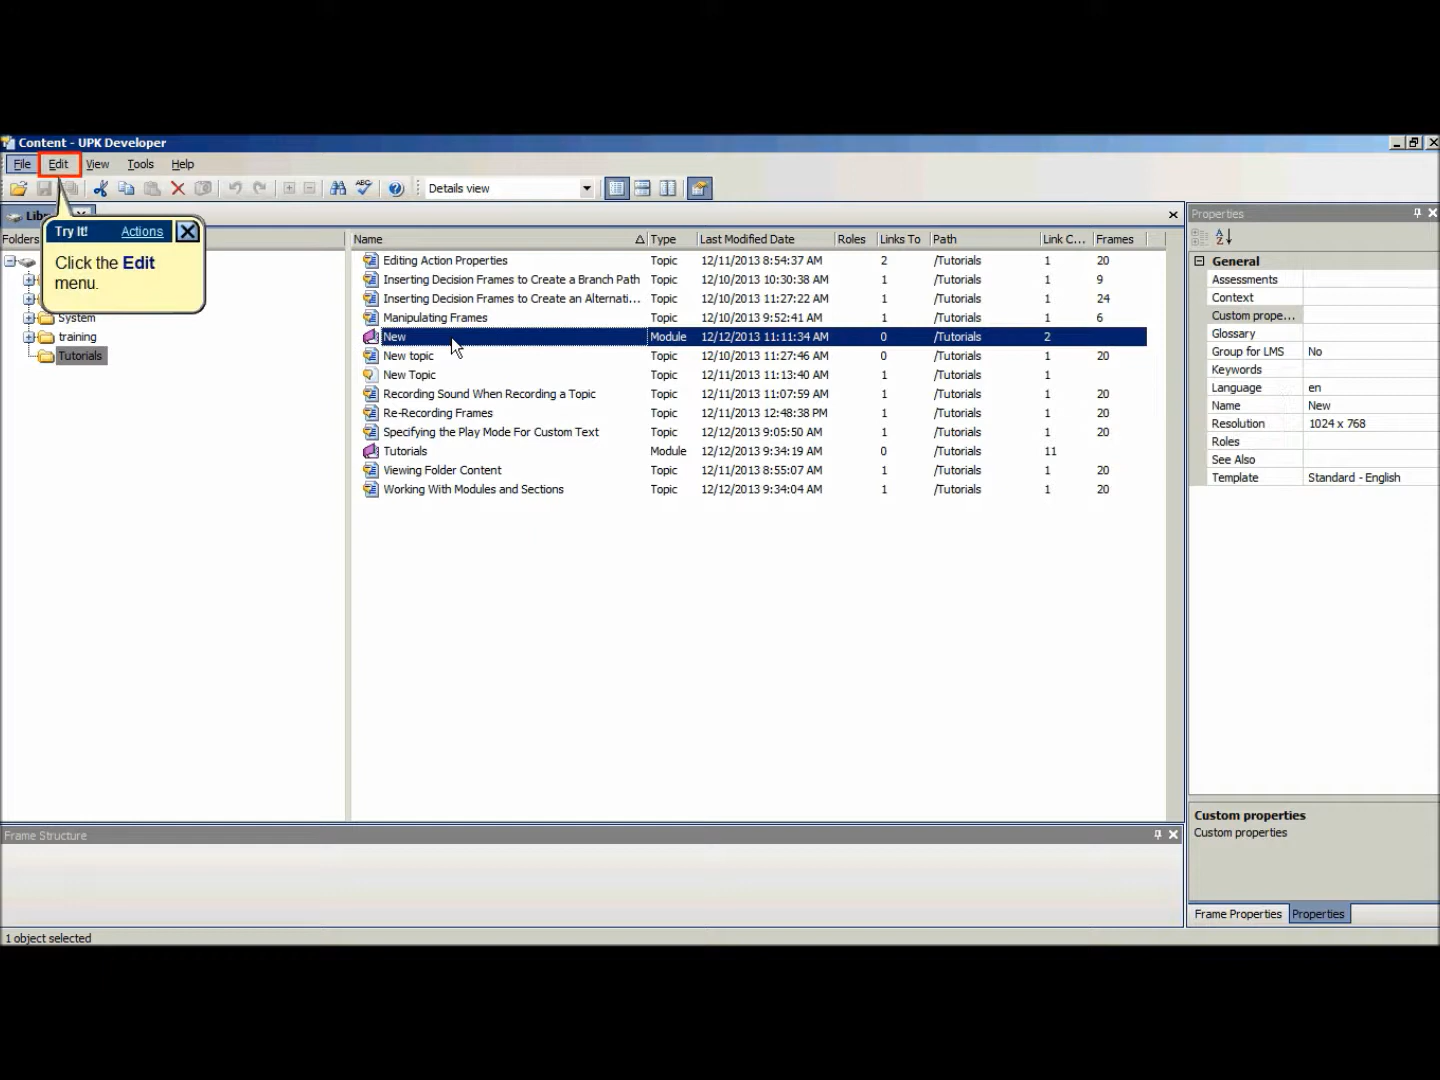 Content - UPK Developer
File Edit View Tools Help
Details view
Try It! Actions
Click the Edit
menu.
Folders
System
training
Tutorials
Name Type Last Modified Date Roles Links To Path Link C... Frames
Editing Action Properties Topic 12/11/2013 8:54:37 AM 2 /Tutorials 1 20
Inserting Decision Frames to Create a Branch Path Topic 12/10/2013 10:30:38 AM 1 /Tutorials 1 9
Inserting Decision Frames to Create an Alternati... Topic 12/10/2013 11:27:22 AM 1 /Tutorials 1 24
Manipulating Frames Topic 12/10/2013 9:52:41 AM 1 /Tutorials 1 6
New Module 12/12/2013 11:11:34 AM 0 /Tutorials 2
New topic Topic 12/10/2013 11:27:46 AM 0 /Tutorials 1 20
New Topic Topic 12/11/2013 11:13:40 AM 1 /Tutorials 1
Recording Sound When Recording a Topic Topic 12/11/2013 11:07:59 AM 1 /Tutorials 1 20
Re-Recording Frames Topic 12/11/2013 12:48:38 PM 1 /Tutorials 1 20
Specifying the Play Mode For Custom Text Topic 12/12/2013 9:05:50 AM 1 /Tutorials 1 20
Tutorials Module 12/12/2013 9:34:19 AM 0 /Tutorials 11
Viewing Folder Content Topic 12/11/2013 8:55:07 AM 1 /Tutorials 1 20
Working With Modules and Sections Topic 12/12/2013 9:34:04 AM 1 /Tutorials 1 20
Properties
General
Assessments
Context
Custom prope...
Glossary
Group for LMS No
Keywords
Language en
Name New
Resolution 1024 x 768
Roles
See Also
Template Standard - English
Custom properties
Custom properties
Frame Properties Properties
Frame Structure
1 object selected